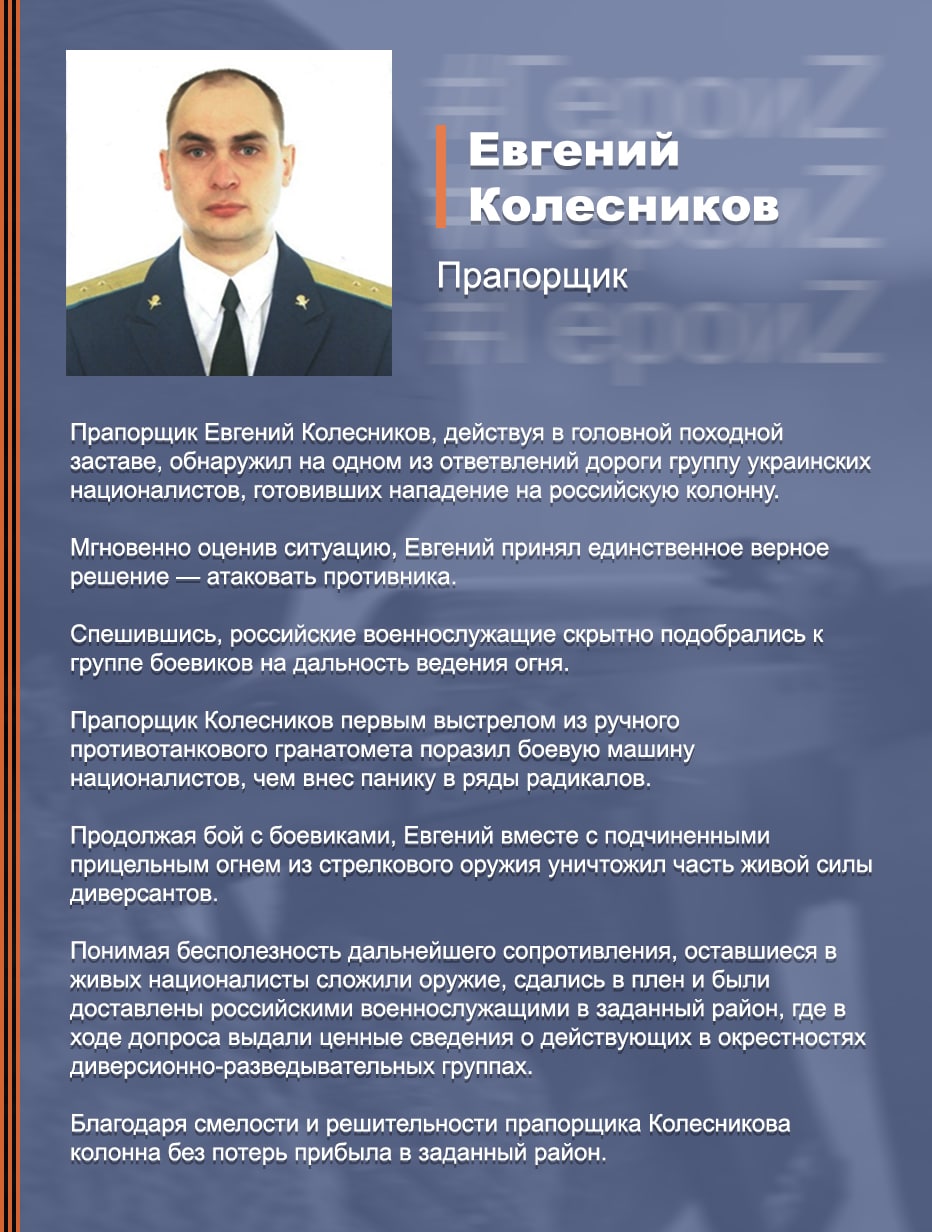 #ГероиZ
Евгений
#ГероиZ
Колесников
Прапорщик
#ГероиZ
Прапорщик Евгений Колесников, действуя в головной походной
заставе, обнаружил на одном из ответвлений дороги группу украинских
националистов, готовивших нападение на российскую колонну.
Мгновенно оценив ситуацию, Евгений принял единственное верное
решение — атаковать противника.
Спешившись, российские военнослужащие скрытно подобрались к
группе боевиков на дальность ведения огня.
Прапорщик Колесников первым выстрелом из ручного
противотанкового гранатомета поразил боевую машину
националистов, чем внес панику в ряды радикалов.
Продолжая бой с боевиками, Евгений вместе с подчиненными
прицельным огнем из стрелкового оружия уничтожил часть живой силы
диверсантов.
Понимая бесполезность дальнейшего сопротивления, оставшиеся в
живых националисты сложили оружие, сдались в плен и были
доставлены российскими военнослужащими в заданный район, где в
ходе допроса выдали ценные сведения о действующих в окрестностях
диверсионно-разведывательных группах.
Благодаря смелости и решительности прапорщика Колесникова
колонна без потерь прибыла в заданный район.